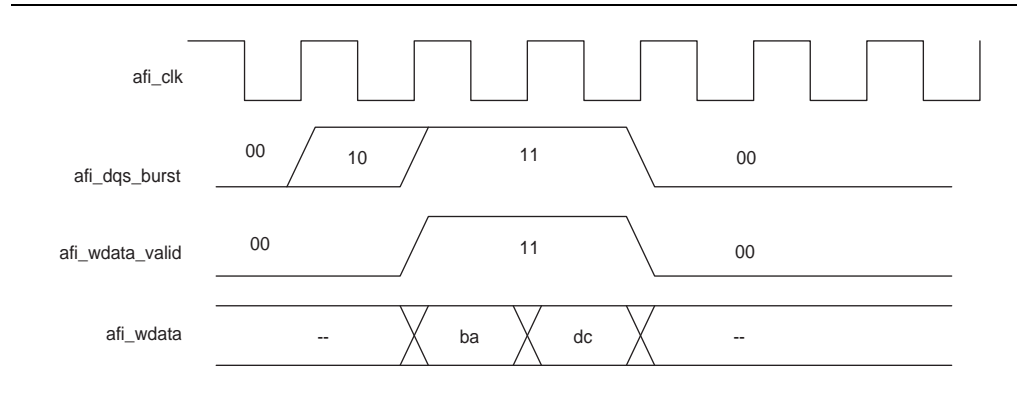 afi_clk
00
10
11
00
afi_dqs_burst
00
11
00
afi_wdata_valid
--
ba
dc
--
afi_wdata